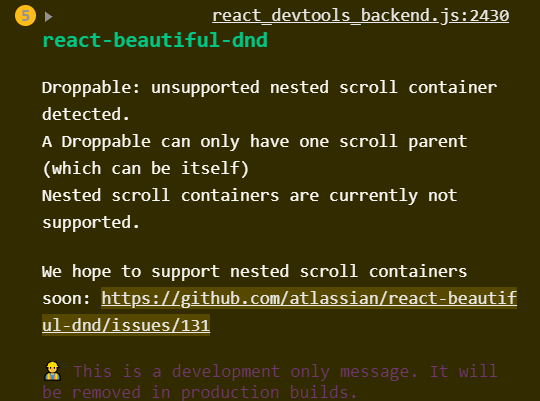 5 ▶ react_devtools_backend.js:2430
react-beautiful-dnd
Droppable: unsupported nested scroll container
detected.
A Droppable can only have one scroll parent
(which can be itself)
Nested scroll containers are currently not
supported.
We hope to support nested scroll containers
soon: https://github.com/atlassian/react-beautif
ul-dnd/issues/131
👷 This is a development only message. It will
be removed in production builds.